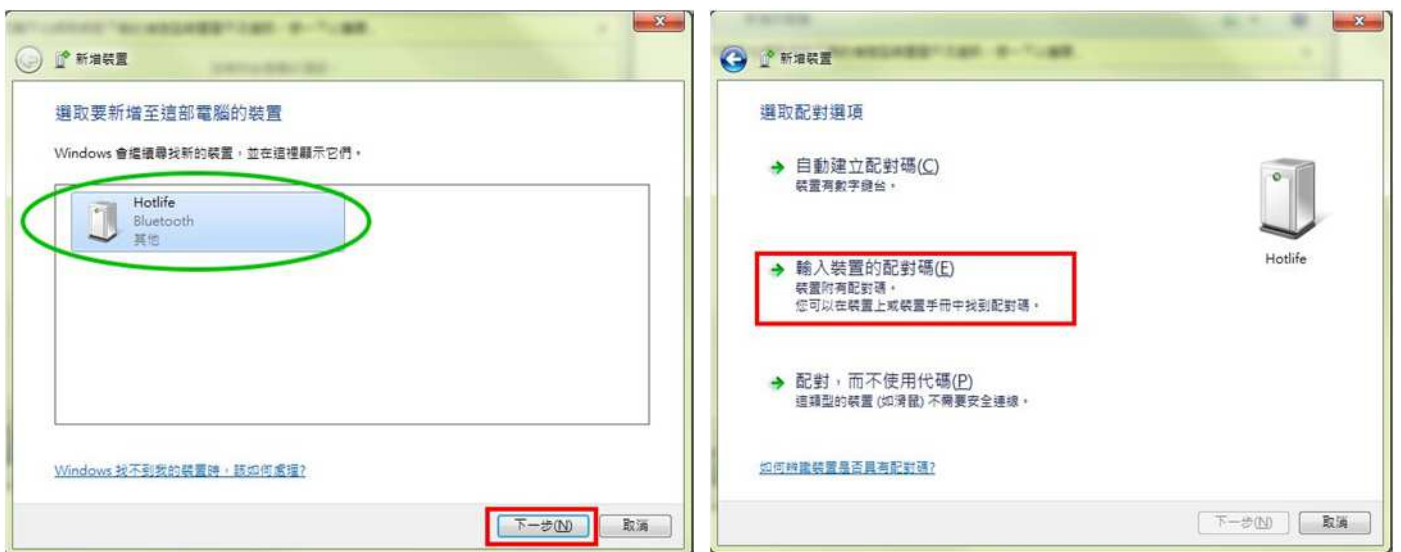 新增裝置
選取要新增至這部電腦的裝置
Windows 會繼續尋找新的裝置，並在這裡顯示它們。
Hotlife
Bluetooth
其他
Windows 找不到我的裝置時，該如何處理?
下一步(N)
取消
新增裝置
選取配對選項
自動建立配對碼(C)
裝置有數字鍵台。
輸入裝置的配對碼(E)
裝置附有配對碼。
您可以在裝置上或裝置手冊中找到配對碼。
配對，而不使用代碼(P)
這類型的裝置 (如滑鼠) 不需要安全連線。
Hotlife
如何辨識裝置是否具有配對碼?
下一步(N)
取消